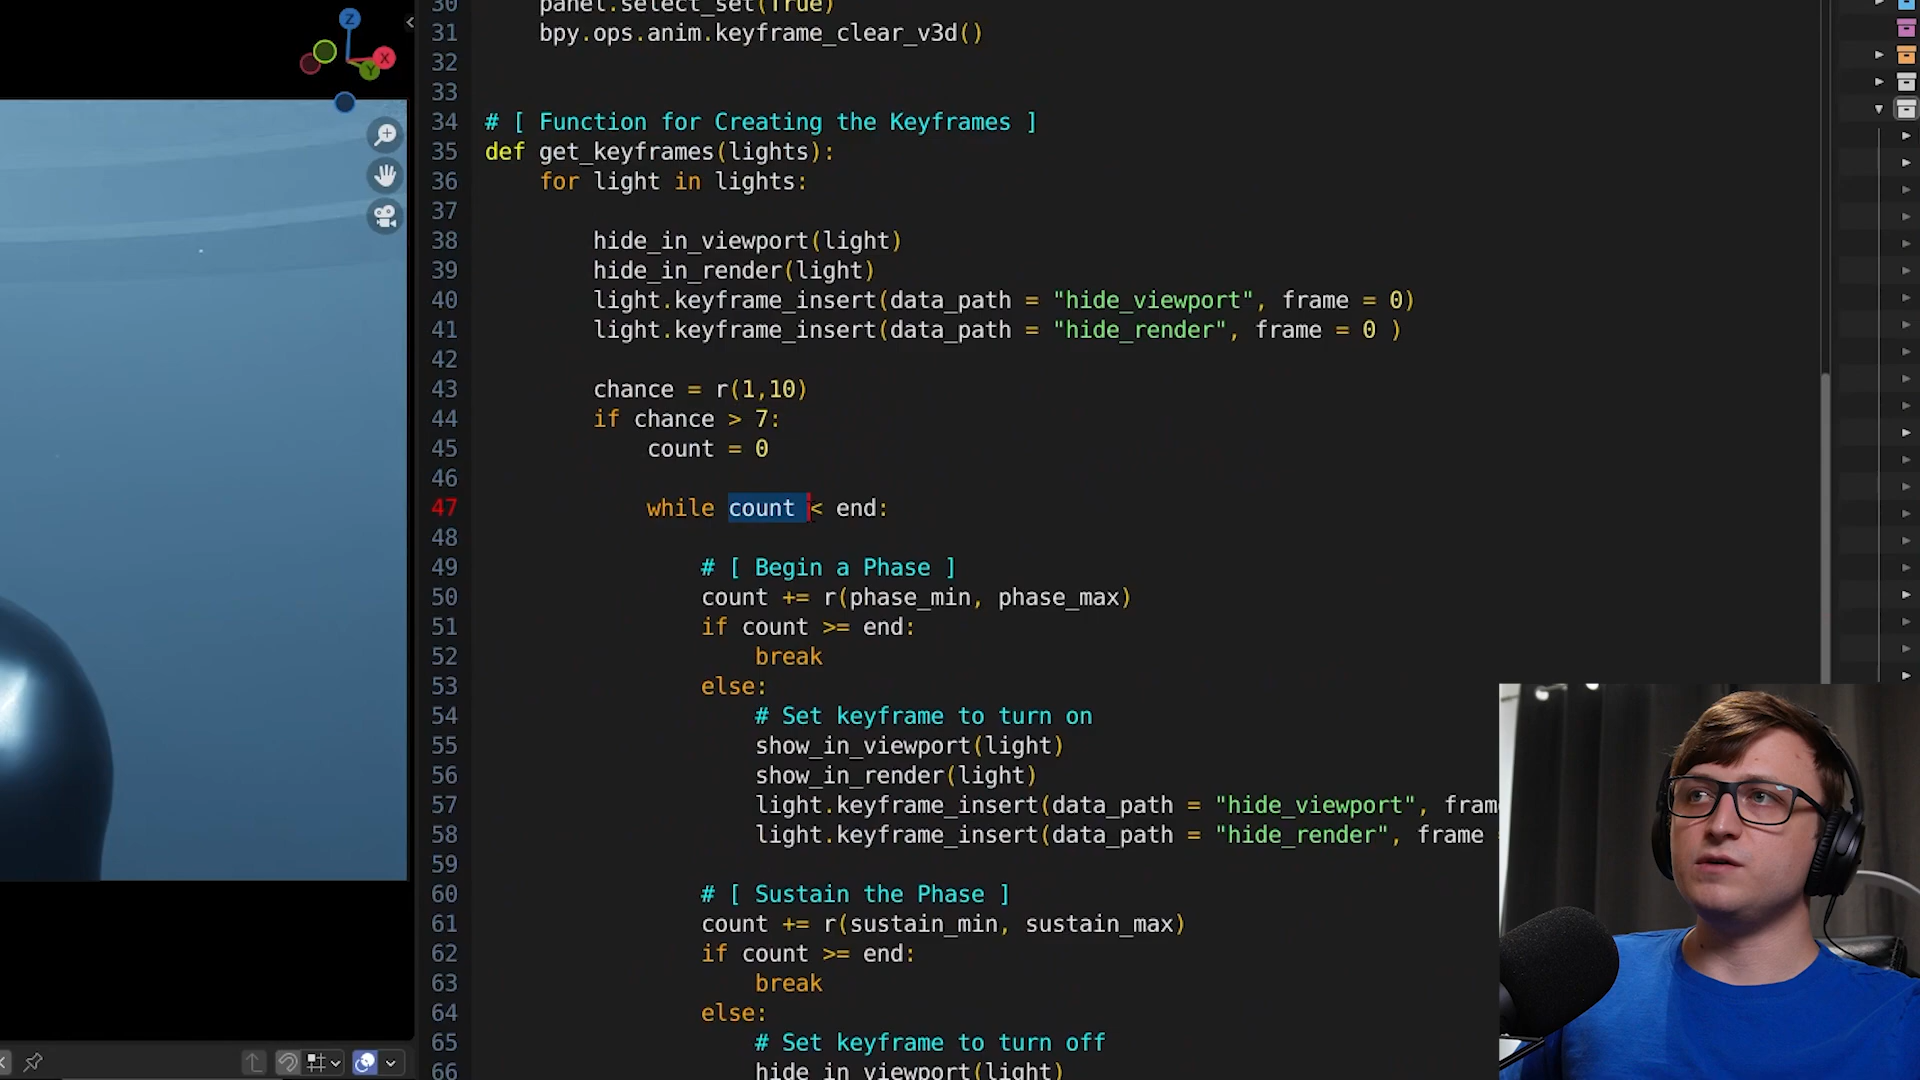 Z
X
Y
30 panel.select_set(True)
31 bpy.ops.anim.keyframe_clear_v3d()
32
33
34 # [ Function for Creating the Keyframes ]
35 def get_keyframes(lights):
36 for light in lights:
37
38 hide_in_viewport(light)
39 hide_in_render(light)
40 light.keyframe_insert(data_path = "hide_viewport", frame = 0)
41 light.keyframe_insert(data_path = "hide_render", frame = 0 )
42
43 chance = r(1,10)
44 if chance > 7:
45 count = 0
46
47 while count < end:
48
49 # [ Begin a Phase ]
50 count += r(phase_min, phase_max)
51 if count >= end:
52 break
53 else:
54 # Set keyframe to turn on
55 show_in_viewport(light)
56 show_in_render(light)
57 light.keyframe_insert(data_path = "hide_viewport", fram
58 light.keyframe_insert(data_path = "hide_render", frame
59
60 # [ Sustain the Phase ]
61 count += r(sustain_min, sustain_max)
62 if count >= end:
63 break
64 else:
65 # Set keyframe to turn off
66 hide_in_viewport(light)